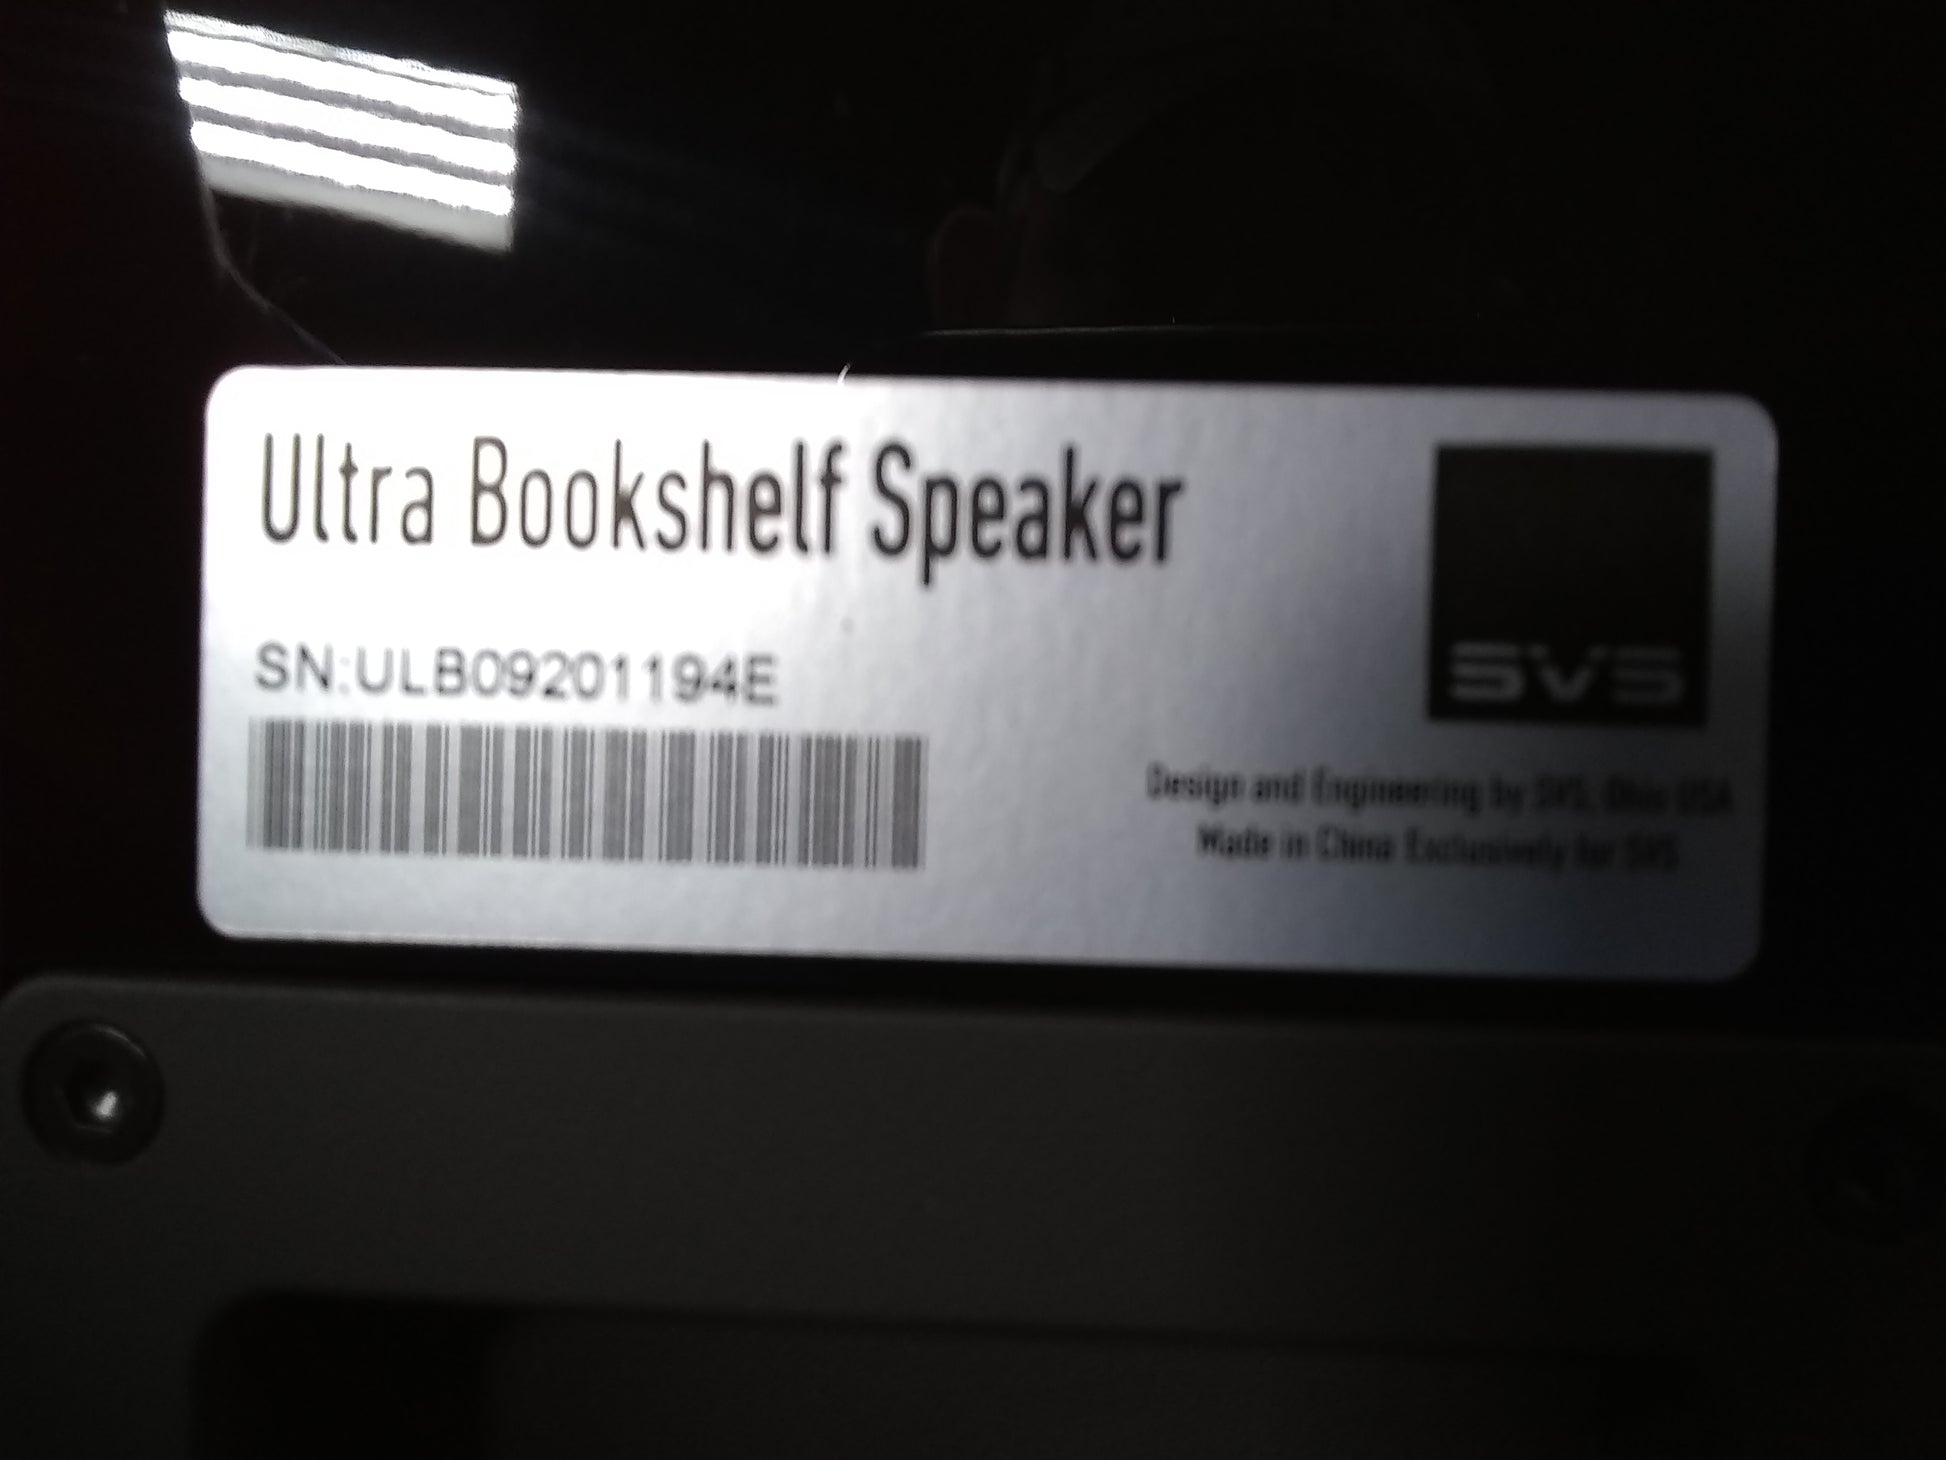 Ultra Bookshelf Speaker
SN:ULB09201194E
SVS
Design and Engineering by SVS, Ohio USA
Made in China Exclusively for SVS